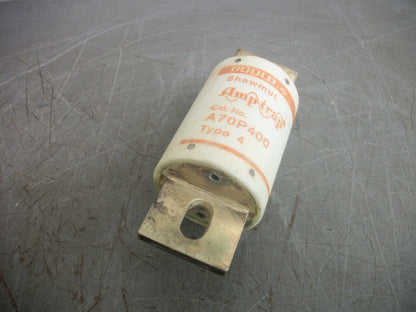 GOULD
Shawmut
Amp-trap
Cat. No.
A70P400
Type 4